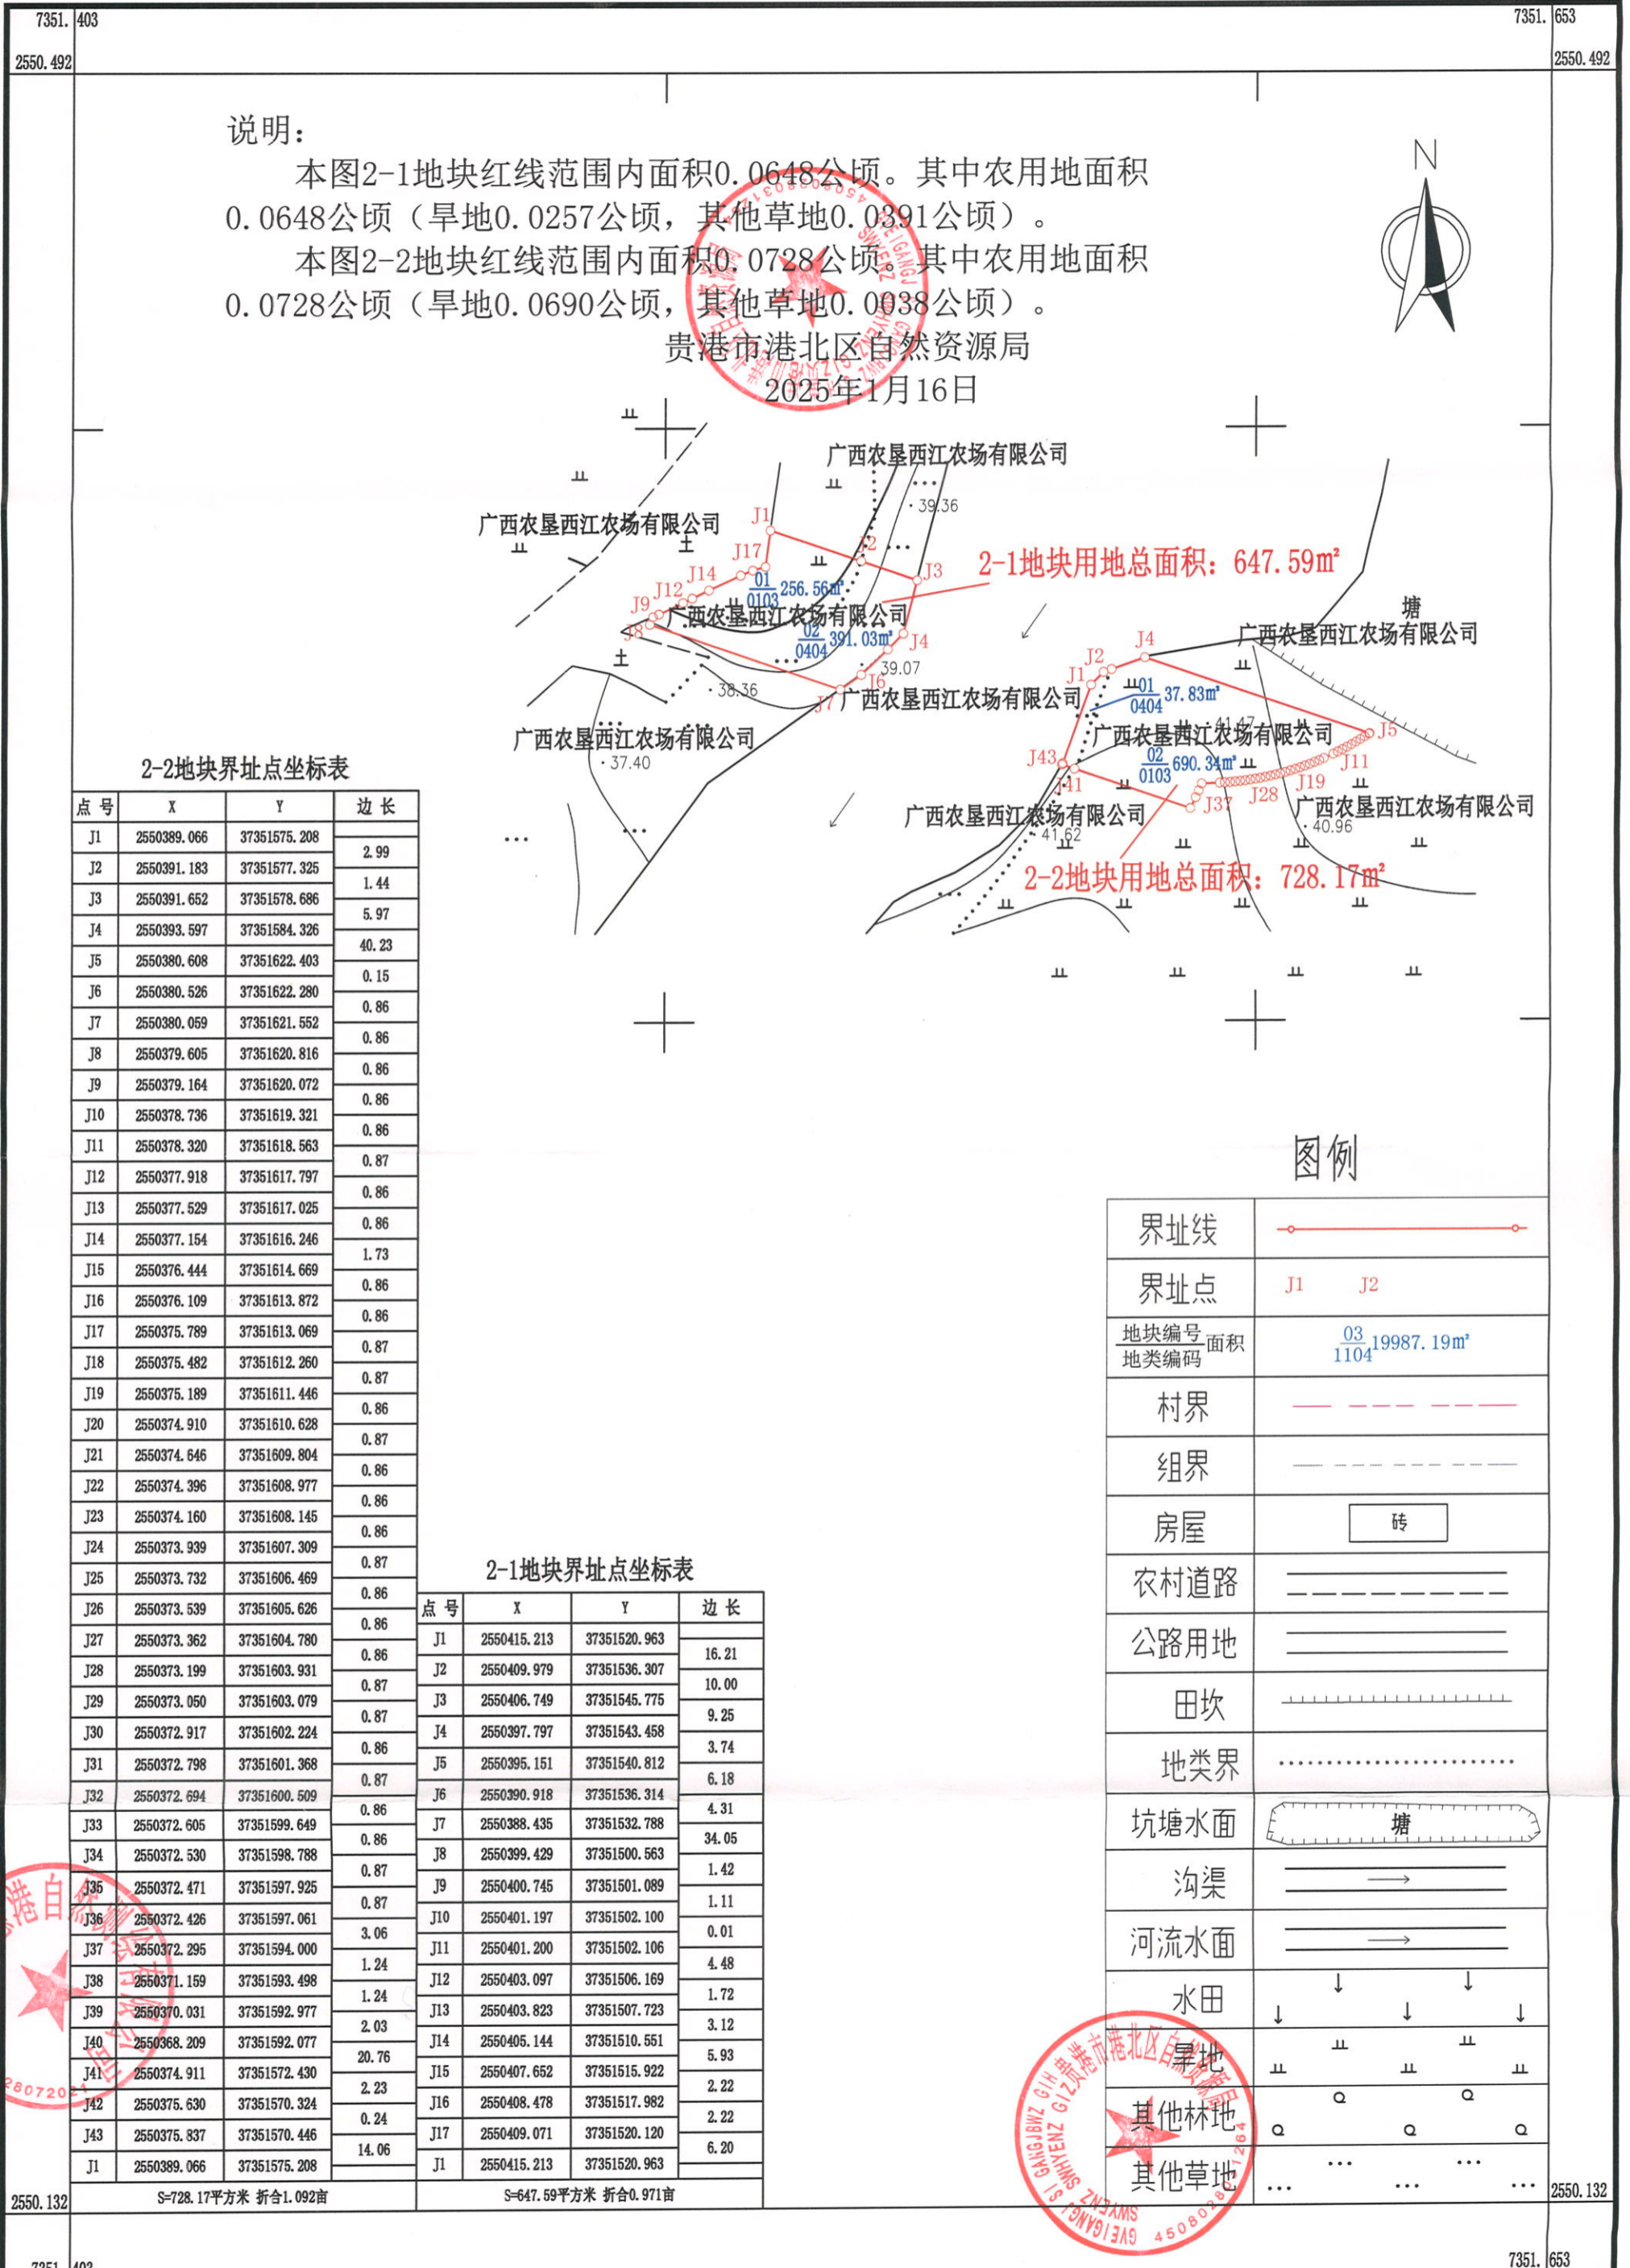 7351. 403
7351. 653
2550.492
2550.492
说明：
本图2-1地块红线范围内面积0.0648公顷。其中农用地面积
0.0648公顷（旱地0.0257公顷，其他草地0.0391公顷）。
本图2-2地块红线范围内面积0.0728公顷。其中农用地面积
0.0728公顷（旱地0.0690公顷，其他草地0.0038公顷）。
贵港市港北区自然资源局
2025年1月16日
N
广西农垦西江农场有限公司
39.36
广西农垦西江农场有限公司
J1
土
J17
J2
J3
2-1地块用地总面积：647.59㎡
J14
J12
J9
J8
01
0103
256.56㎡
广西农垦西江农场有限公司
02
0404
391.03㎡
J4
39.07
J6
J7
土
38.36
广西农垦西江农场有限公司
广西农垦西江农场有限公司
37.40
塘
广西农垦西江农场有限公司
J4
J2
J1
01
0404
37.83㎡
41.47
广西农垦西江农场有限公司
J5
J43
J41
02
0103
690.34㎡
J11
J19
J28
J37
广西农垦西江农场有限公司
广西农垦西江农场有限公司
41.62
40.96
2-2地块用地总面积：728.17㎡
2-2地块界址点坐标表
点 号 X Y 边 长
J1 2550389.066 37351575.208
2.99
J2 2550391.183 37351577.325
1.44
J3 2550391.652 37351578.686
5.97
J4 2550393.597 37351584.326
40.23
J5 2550380.608 37351622.403
0.15
J6 2550380.526 37351622.280
0.86
J7 2550380.059 37351621.552
0.86
J8 2550379.605 37351620.816
0.86
J9 2550379.164 37351620.072
0.86
J10 2550378.736 37351619.321
0.86
J11 2550378.320 37351618.563
0.87
J12 2550377.918 37351617.797
0.86
J13 2550377.529 37351617.025
0.86
J14 2550377.154 37351616.246
1.73
J15 2550376.444 37351614.669
0.86
J16 2550376.109 37351613.872
0.86
J17 2550375.789 37351613.069
0.87
J18 2550375.482 37351612.260
0.87
J19 2550375.189 37351611.446
0.86
J20 2550374.910 37351610.628
0.87
J21 2550374.646 37351609.804
0.86
J22 2550374.396 37351608.977
0.86
J23 2550374.160 37351608.145
0.86
J24 2550373.939 37351607.309
0.87
J25 2550373.732 37351606.469
0.86
J26 2550373.539 37351605.626
0.86
J27 2550373.362 37351604.780
0.86
J28 2550373.199 37351603.931
0.87
J29 2550373.050 37351603.079
0.87
J30 2550372.917 37351602.224
0.86
J31 2550372.798 37351601.368
0.87
J32 2550372.694 37351600.509
0.86
J33 2550372.605 37351599.649
0.86
J34 2550372.530 37351598.788
0.87
J35 2550372.471 37351597.925
0.87
J36 2550372.426 37351597.061
3.06
J37 2550372.295 37351594.000
1.24
J38 2550371.159 37351593.498
1.24
J39 2550370.031 37351592.977
2.03
J40 2550368.209 37351592.077
20.76
J41 2550374.911 37351572.430
2.23
J42 2550375.630 37351570.324
0.24
J43 2550375.837 37351570.446
14.06
J1 2550389.066 37351575.208
S=728.17平方米 折合1.092亩
2-1地块界址点坐标表
点 号 X Y 边 长
J1 2550415.213 37351520.963
16.21
J2 2550409.979 37351536.307
10.00
J3 2550406.749 37351545.775
9.25
J4 2550397.797 37351543.458
3.74
J5 2550395.151 37351540.812
6.18
J6 2550390.918 37351536.314
4.31
J7 2550388.435 37351532.788
34.05
J8 2550399.429 37351500.563
1.42
J9 2550400.745 37351501.089
1.11
J10 2550401.197 37351502.100
0.01
J11 2550401.200 37351502.106
4.48
J12 2550403.097 37351506.169
1.72
J13 2550403.823 37351507.723
3.12
J14 2550405.144 37351510.551
5.93
J15 2550407.652 37351515.922
2.22
J16 2550408.478 37351517.982
2.22
J17 2550409.071 37351520.120
6.20
J1 2550415.213 37351520.963
S=647.59平方米 折合0.971亩
图例
界址线
界址点 J1 J2
地块编号
地类编码
面积
03
1104
19987.19㎡
村界
组界
房屋 砖
农村道路
公路用地
田坎
地类界
坑塘水面 塘
沟渠
河流水面
水田
旱地
其他林地
其他草地
贵港市港北区自然资源局
2550.132
2550.132
7351. 403
7351. 653